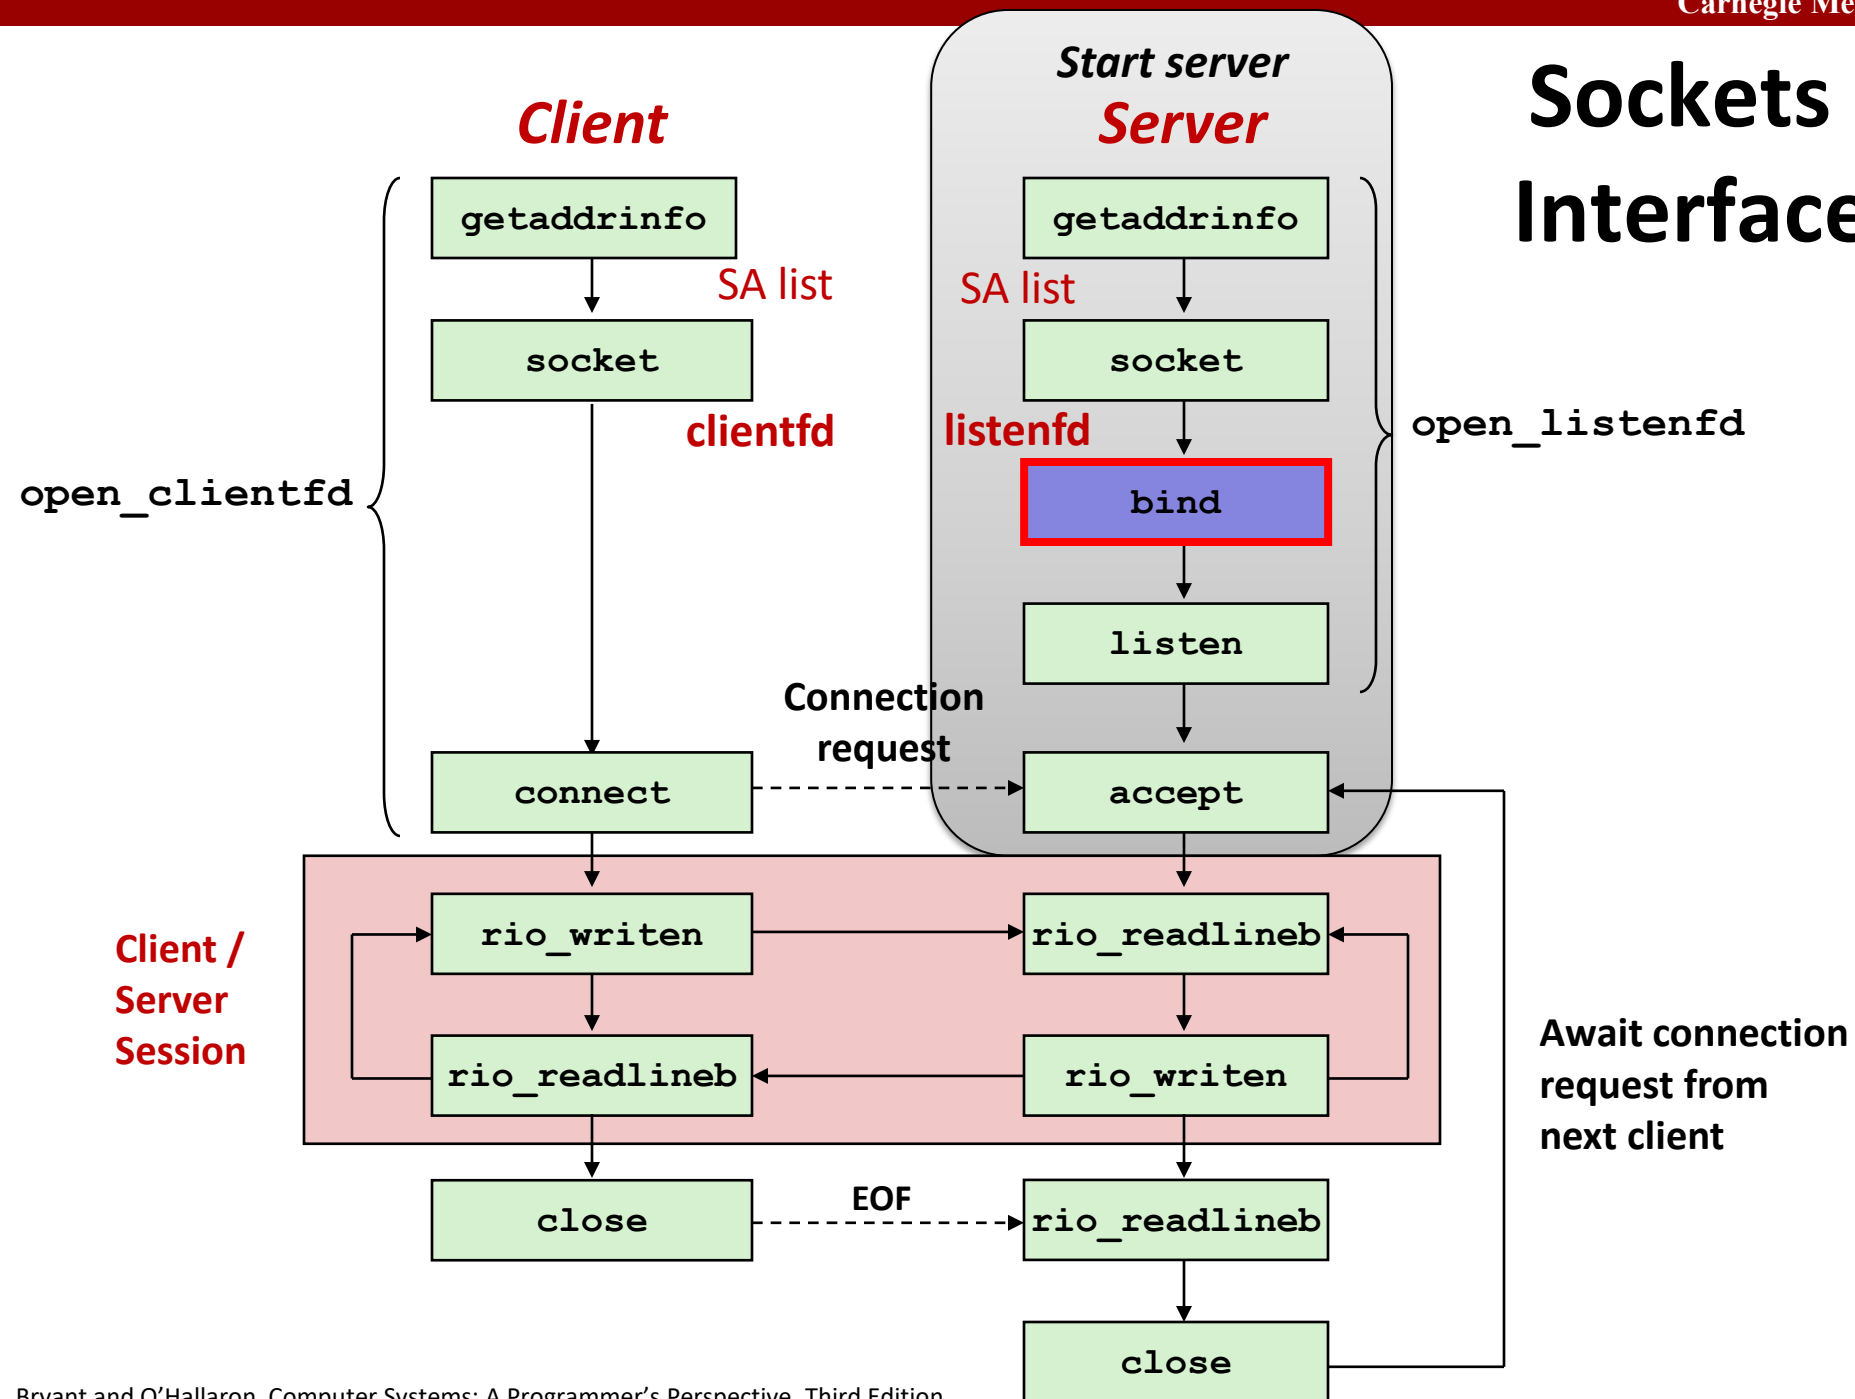 Carnegie Me
Start server
Sockets
Interface
Client
Server
getaddrinfo
getaddrinfo
SA list
SA list
socket
socket
clientfd
listenfd
open_listenfd
open_clientfd
bind
listen
Connection
request
connect
accept
Client /
Server
Session
rio_writen
rio_readlineb
rio_readlineb
rio_writen
Await connection
request from
next client
close
EOF
rio_readlineb
close
Bryant and O'Hallaron, Computer Systems: A Programmer's Perspective, Third Edition